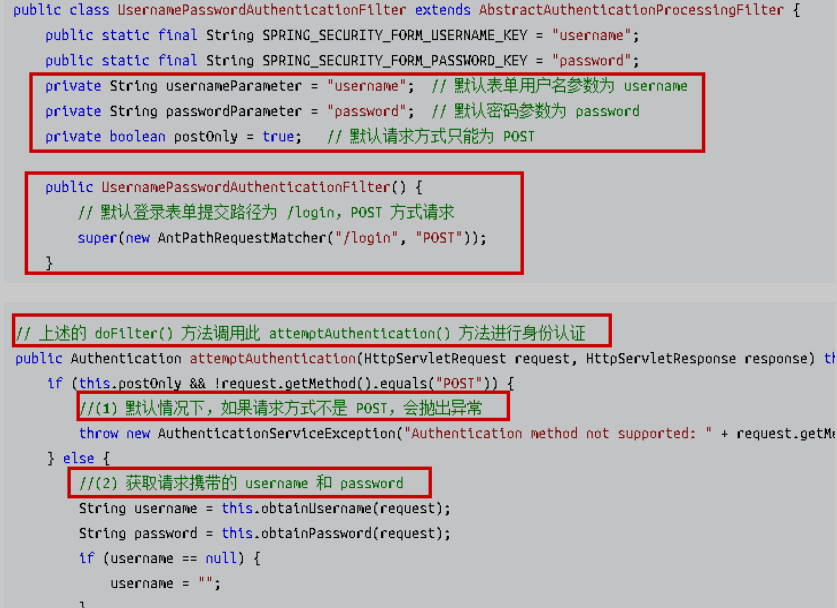 public class UsernamePasswordAuthenticationFilter extends AbstractAuthenticationProcessingFilter {
public static final String SPRING_SECURITY_FORM_USERNAME_KEY = "username";
public static final String SPRING_SECURITY_FORM_PASSWORD_KEY = "password";
private String usernameParameter = "username"; // 默认表单用户名参数为 username
private String passwordParameter = "password"; // 默认密码参数为 password
private boolean postOnly = true; // 默认请求方式只能为 POST
public UsernamePasswordAuthenticationFilter() {
// 默认登录表单提交路径为 /login，POST 方式请求
super(new AntPathRequestMatcher("/login", "POST"));
}
// 上述的 doFilter() 方法调用此 attemptAuthentication() 方法进行身份认证
public Authentication attemptAuthentication(HttpServletRequest request, HttpServletResponse response) th
if (this.postOnly && !request.getMethod().equals("POST")) {
//(1) 默认情况下，如果请求方式不是 POST，会抛出异常
throw new AuthenticationServiceException("Authentication method not supported: " + request.getMe
} else {
//(2) 获取请求携带的 username 和 password
String username = this.obtainUsername(request);
String password = this.obtainPassword(request);
if (username == null) {
username = "";
}